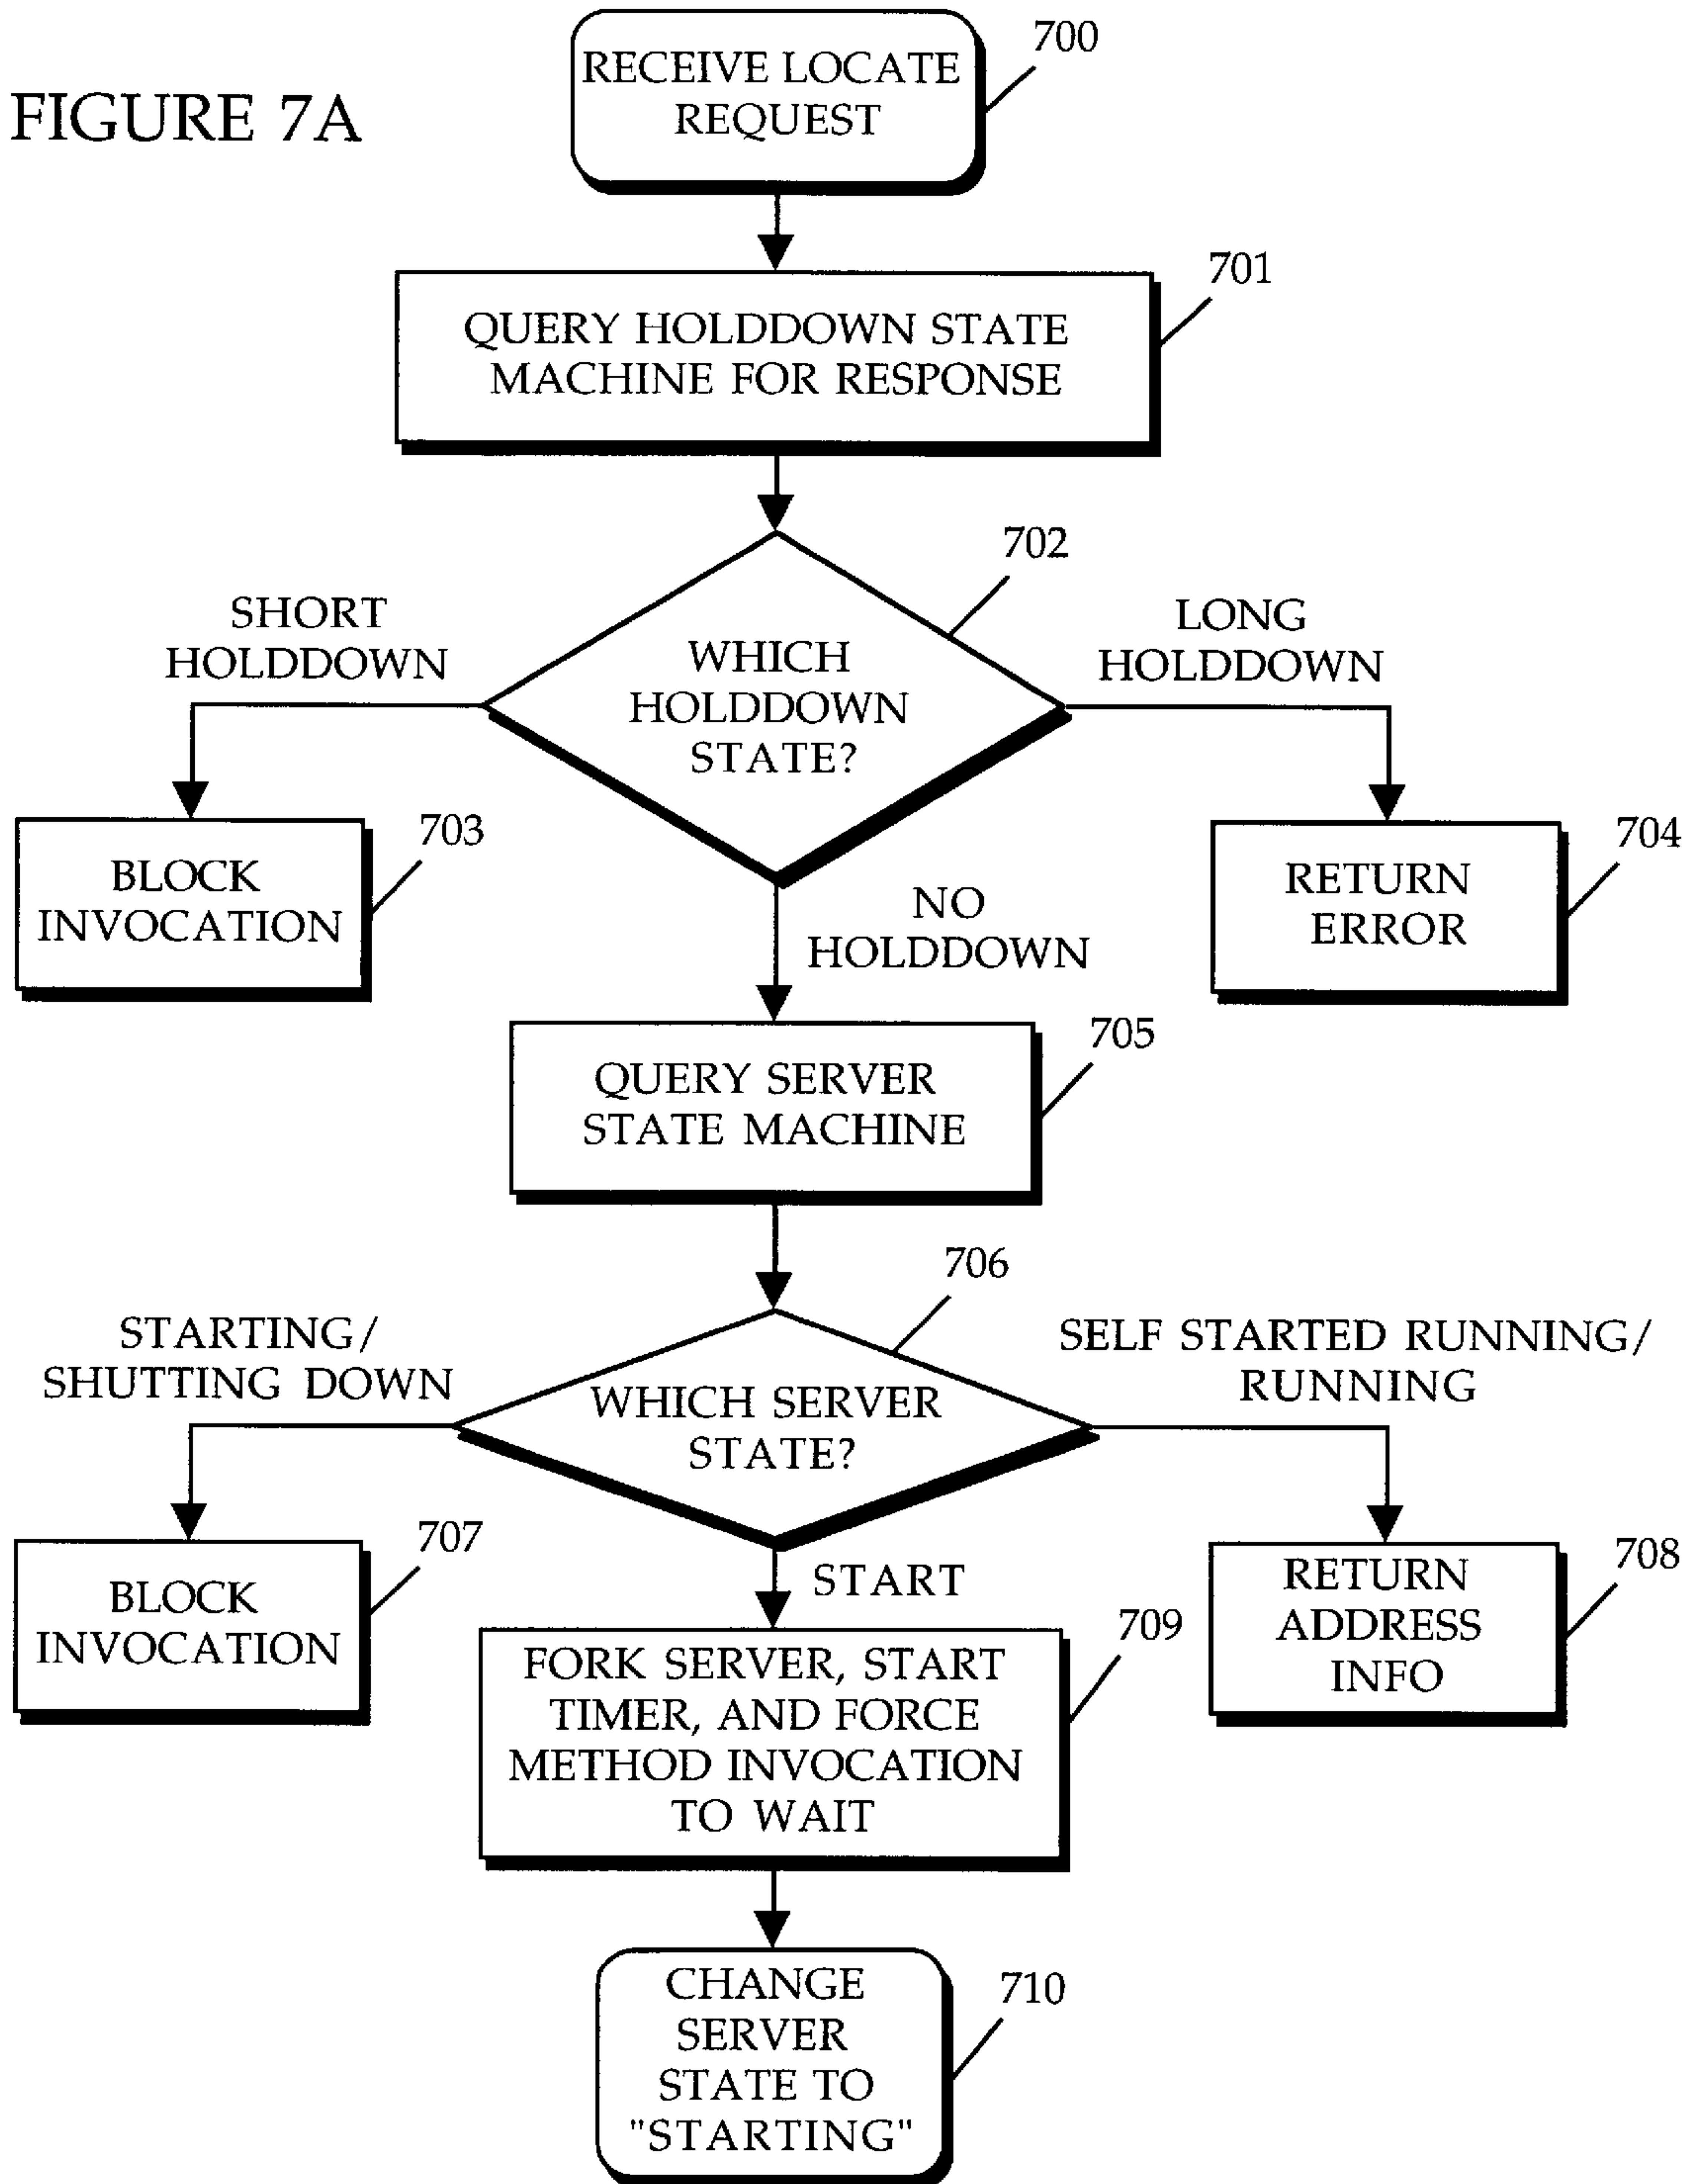 FIGURE 7A
RECEIVE LOCATE
REQUEST
700
QUERY HOLDDOWN STATE
MACHINE FOR RESPONSE
701
702
SHORT
HOLDDOWN
WHICH
HOLDDOWN
STATE?
LONG
HOLDDOWN
BLOCK
INVOCATION
703
NO
HOLDDOWN
RETURN
ERROR
704
QUERY SERVER
STATE MACHINE
705
706
STARTING/
SHUTTING DOWN
WHICH SERVER
STATE?
SELF STARTED RUNNING/
RUNNING
BLOCK
INVOCATION
707
START
RETURN
ADDRESS
INFO
708
FORK SERVER, START
TIMER, AND FORCE
METHOD INVOCATION
TO WAIT
709
CHANGE
SERVER
STATE TO
"STARTING"
710